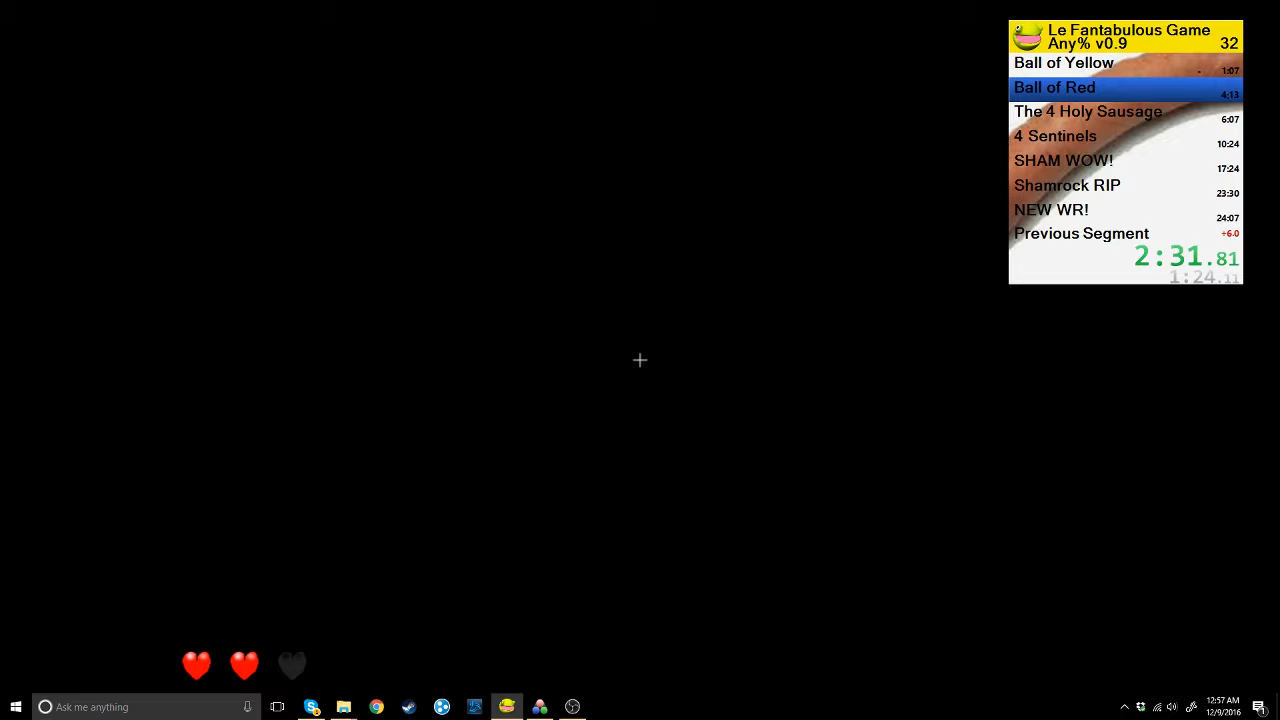 Le Fantabulous Game
Any% v0.9 32
Ball of Yellow 1:07
Ball of Red 4:13
The 4 Holy Sausage 6:07
4 Sentinels 10:24
SHAM WOW! 17:24
Shamrock RIP 23:30
NEW WR! 24:07
Previous Segment +6.0
2:31.81
1:24.11
Ask me anything
12:57 AM
12/9/2016